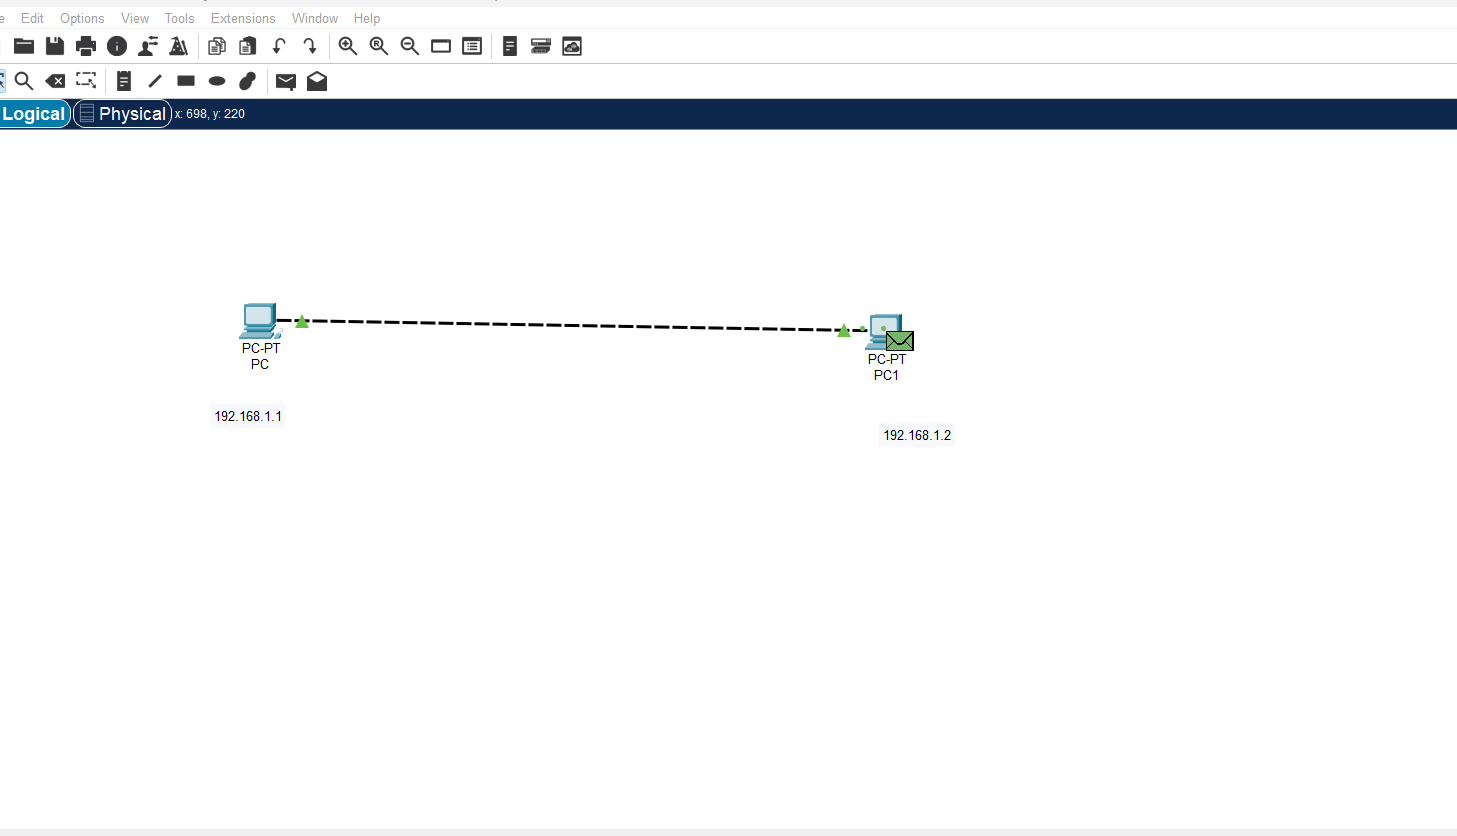 e Edit Options View Tools Extensions Window Help
Logical Physical x: 698, y: 220
PC-PT
PC
192.168.1.1
PC-PT
PC1
192.168.1.2